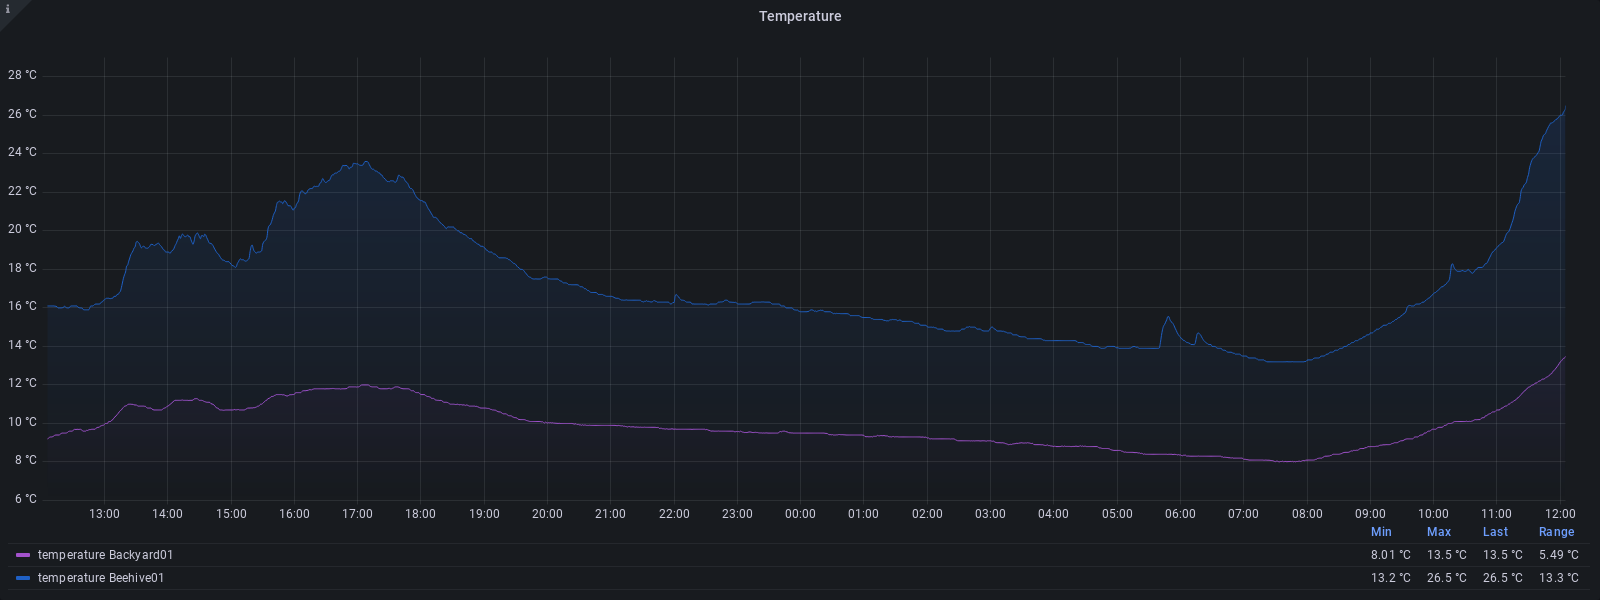 i
Temperature
28 °C
26 °C
24 °C
22 °C
20 °C
18 °C
16 °C
14 °C
12 °C
10 °C
8 °C
6 °C
13:00 14:00 15:00 16:00 17:00 18:00 19:00 20:00 21:00 22:00 23:00 00:00 01:00 02:00 03:00 04:00 05:00 06:00 07:00 08:00 09:00 10:00 11:00 12:00
Min Max Last Range
temperature Backyard01 8.01 °C 13.5 °C 13.5 °C 5.49 °C
temperature Beehive01 13.2 °C 26.5 °C 26.5 °C 13.3 °C